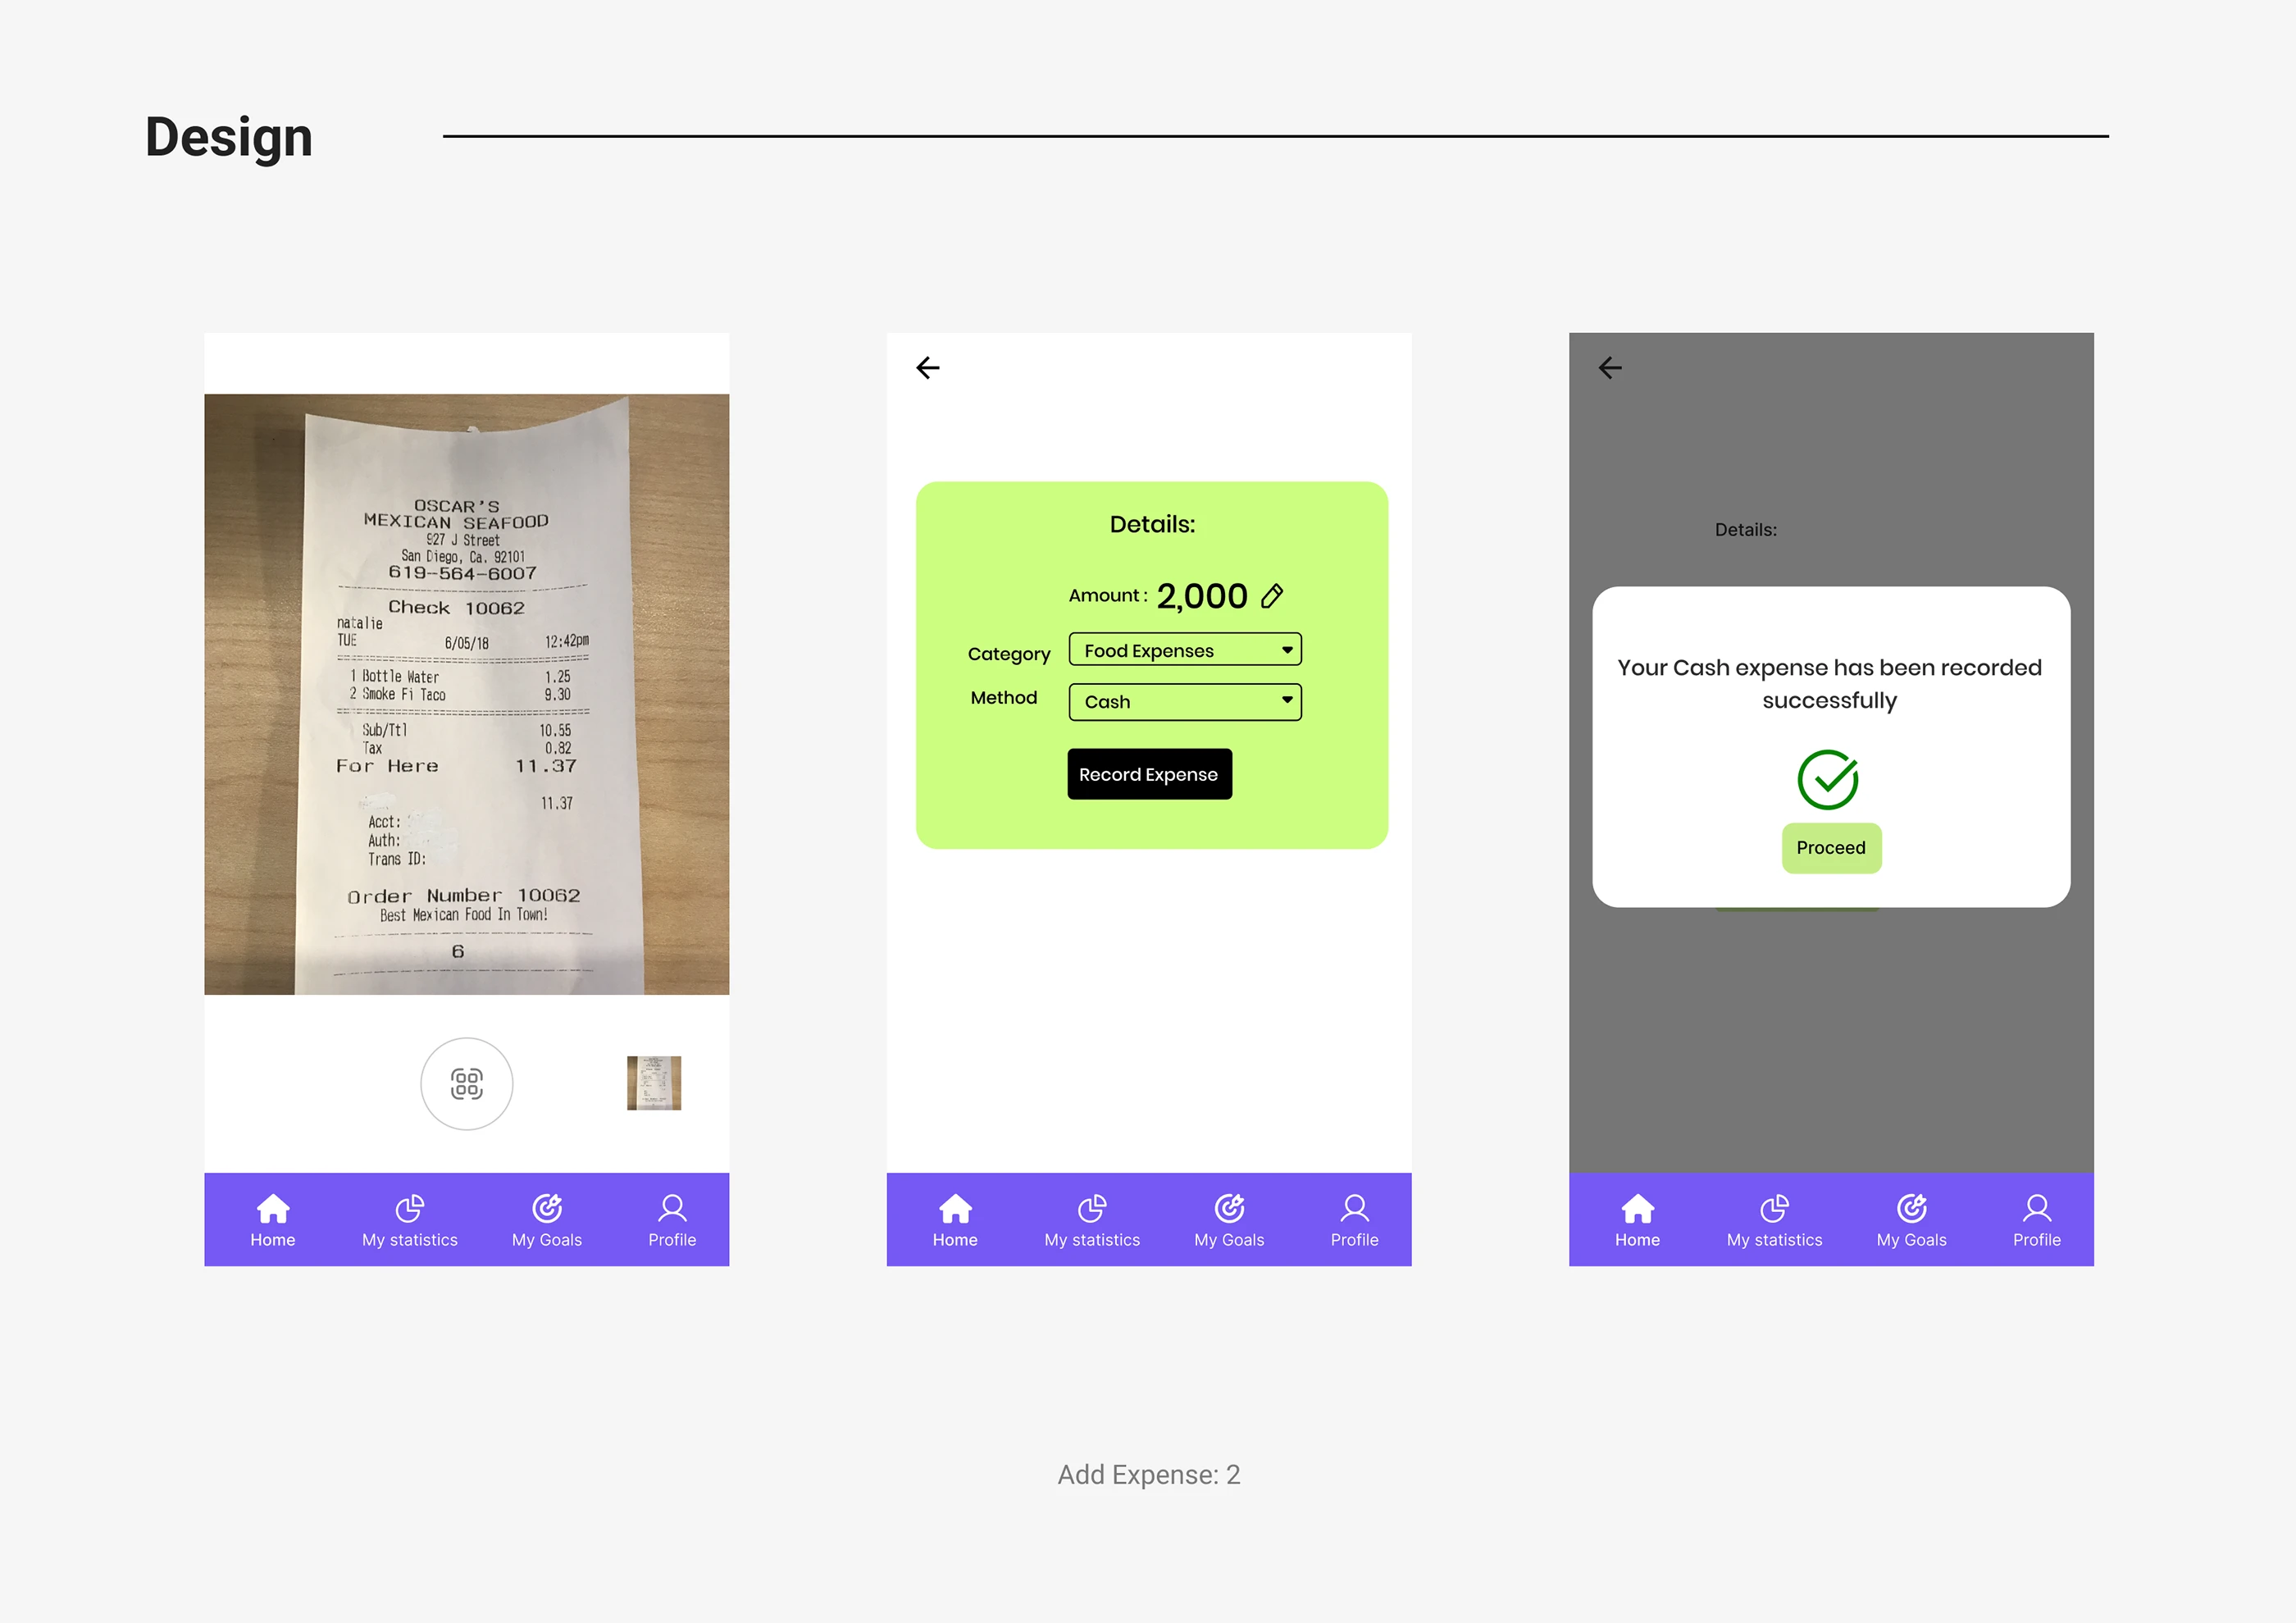 Design
OSCAR'S
MEXICAN SEAFOOD
927 J Street
San Diego, Ca. 92101
619-564-6007
Check 10062
natalie
TUE 6/05/18 12:42pm
1 Bottle Water 1.25
2 Smoke Fi Taco 9.30
Sub/Ttl 10.55
Tax 0.82
For Here 11.37
11.37
Acct:
Auth:
Trans ID:
Order Number 10062
Best Mexican Food In Town!
6
Home My statistics My Goals Profile
Details:
Amount : 2,000
Category Food Expenses
Method Cash
Record Expense
Home My statistics My Goals Profile
Details:
Your Cash expense has been recorded
successfully
Proceed
Home My statistics My Goals Profile
Add Expense: 2